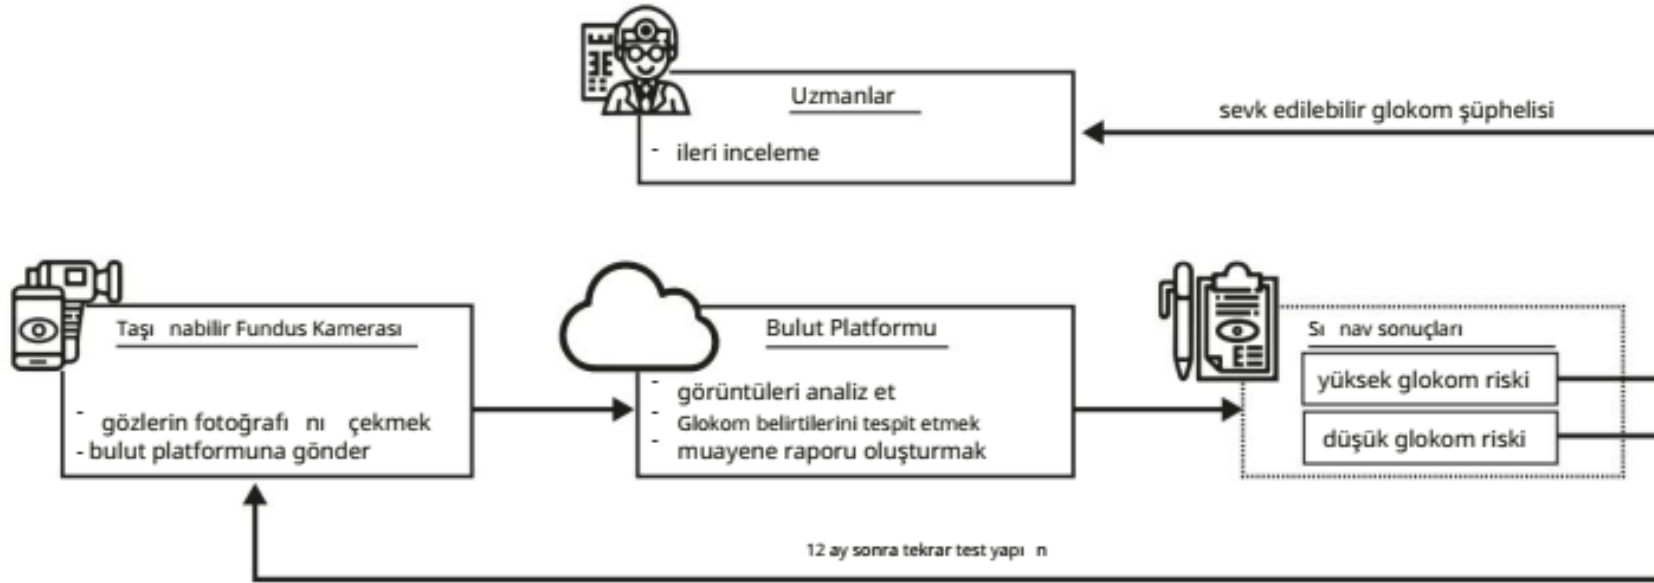 Uzmanlar
- ileri inceleme
sevk edilebilir glokom şüphelisi
Taşı nabilir Fundus Kamerası
- gözlerin fotoğrafı nı çekmek
- bulut platformuna gönder
Bulut Platformu
- görüntüleri analiz et
- Glokom belirtilerini tespit etmek
- muayene raporu oluşturmak
Sı nav sonuçları
yüksek glokom riski
düşük glokom riski
12 ay sonra tekrar test yapı n